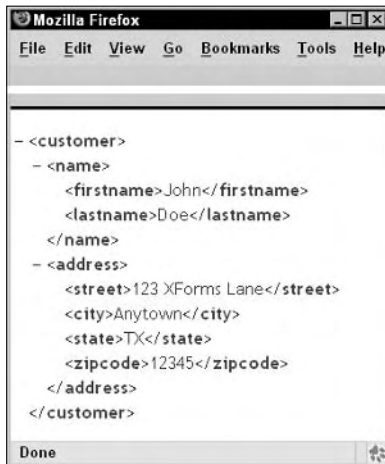 Mozilla Firefox
File Edit View Go Bookmarks Tools Help
– <customer>
– <name>
<firstname>John</firstname>
<lastname>Doe</lastname>
</name>
– <address>
<street>123 XForms Lane</street>
<city>Anytown</city>
<state>TX</state>
<zipcode>12345</zipcode>
</address>
</customer>
Done